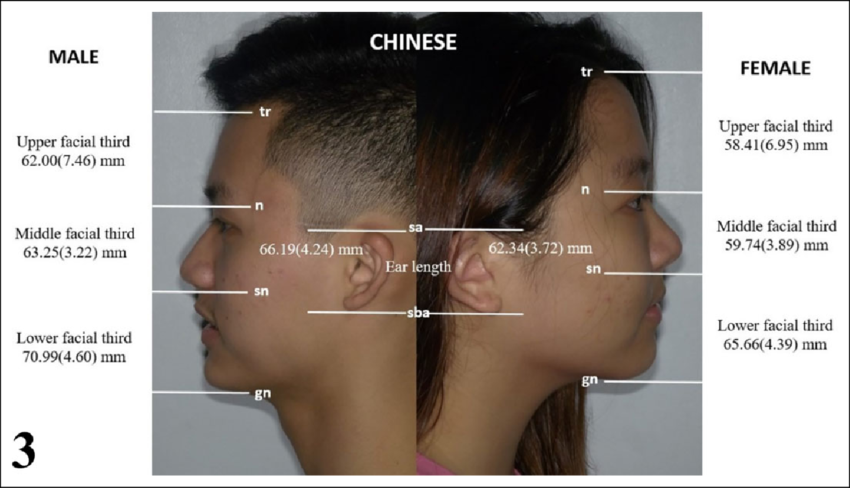 CHINESE
MALE
FEMALE
tr
tr
Upper facial third
62.00(7.46) mm
Upper facial third
58.41(6.95) mm
n
n
Middle facial third
63.25(3.22) mm
Middle facial third
59.74(3.89) mm
sa
66.19(4.24) mm
62.34(3.72) mm
Ear length
sn
sn
sba
Lower facial third
70.99(4.60) mm
Lower facial third
65.66(4.39) mm
gn
gn
3